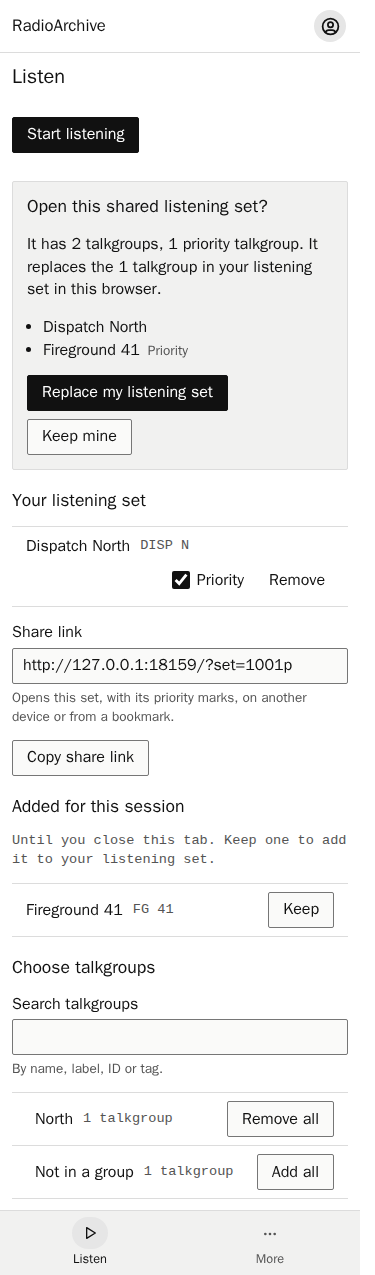 RadioArchive
Listen
Start listening
Open this shared listening set?
It has 2 talkgroups, 1 priority talkgroup. It
replaces the 1 talkgroup in your listening
set in this browser.
Dispatch North
Fireground 41 Priority
Replace my listening set
Keep mine
Your listening set
Dispatch North DISP N
Priority Remove
Share link
http://127.0.0.1:18159/?set=1001p
Opens this set, with its priority marks, on another
device or from a bookmark.
Copy share link
Added for this session
Until you close this tab. Keep one to add
it to your listening set.
Fireground 41 FG 41 Keep
Choose talkgroups
Search talkgroups
By name, label, ID or tag.
North 1 talkgroup Remove all
Not in a group 1 talkgroup Add all
Listen More